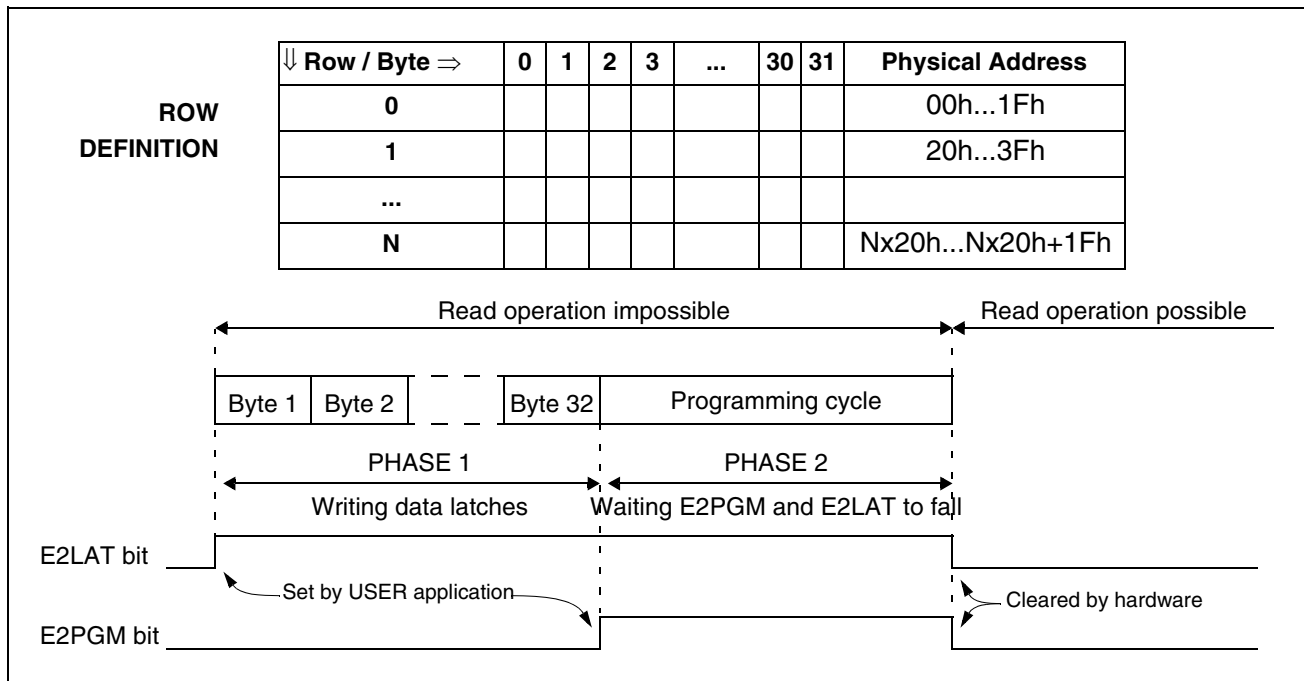 ⇓ Row / Byte ⇒ 0 1 2 3 ... 30 31 Physical Address
ROW DEFINITION
0 00h...1Fh
1 20h...3Fh
...
N Nx20h...Nx20h+1Fh
Read operation impossible Read operation possible
Byte 1 Byte 2 Byte 32 Programming cycle
PHASE 1 PHASE 2
Writing data latches Waiting E2PGM and E2LAT to fall
E2LAT bit
Set by USER application Cleared by hardware
E2PGM bit